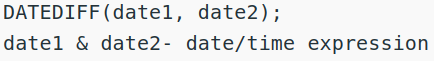 DATEDIFF(date1, date2);
date1 & date2- date/time expression